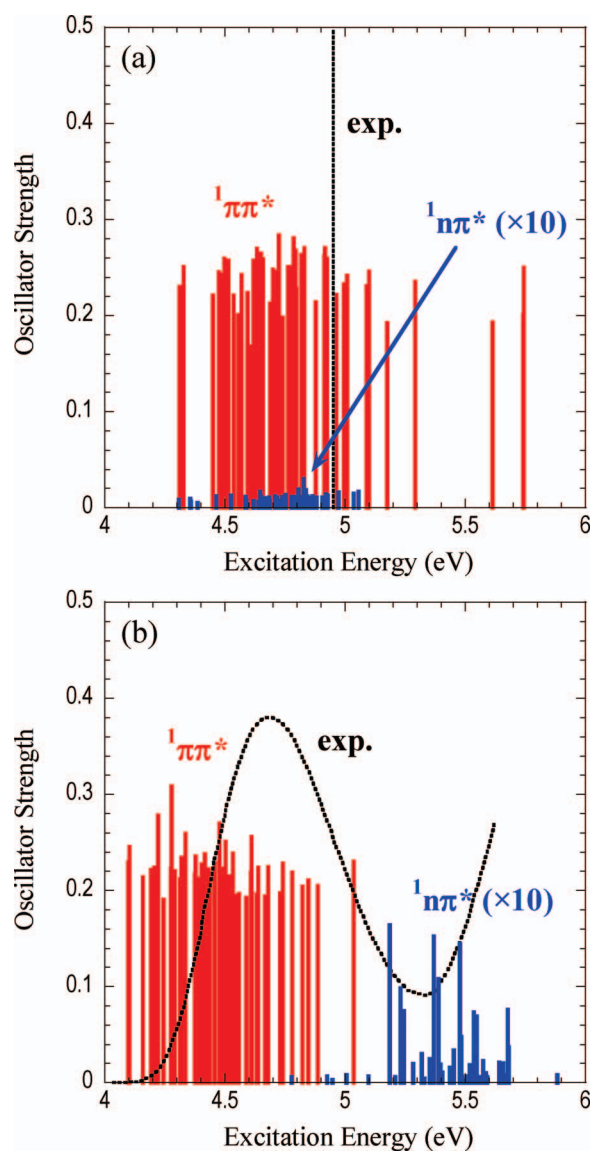 (a)
0.5
0.4
0.3
0.2
0.1
0
Oscillator Strength
exp.
¹ππ*
¹nπ* (×10)
4 4.5 5 5.5 6
Excitation Energy (eV)
(b)
0.5
0.4
0.3
0.2
0.1
0
Oscillator Strength
¹ππ*
exp.
¹nπ* (×10)
4 4.5 5 5.5 6
Excitation Energy (eV)